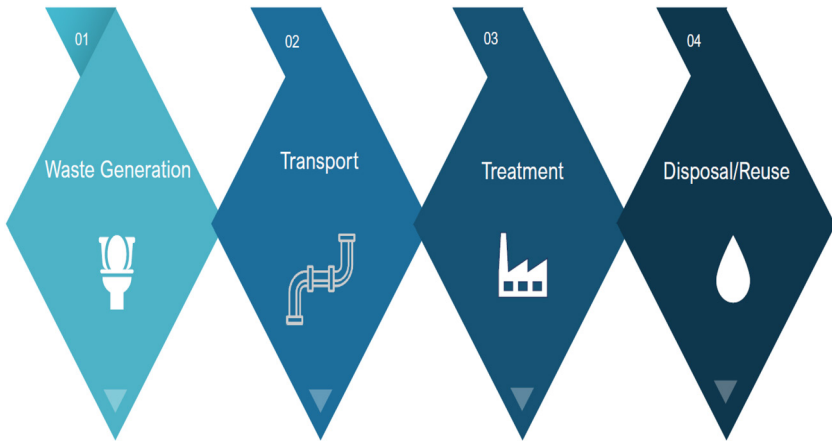 01
02
03
04
Waste Generation
Transport
Treatment
Disposal/Reuse